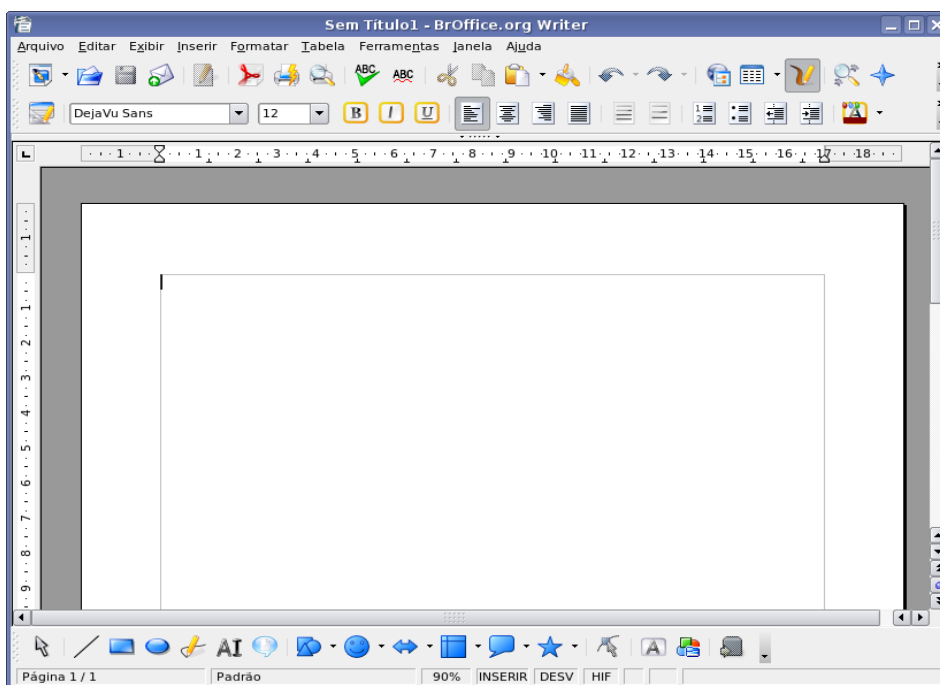 Sem Título1 - BrOffice.org Writer
Arquivo Editar Exibir Inserir Formatar Tabela Ferramentas Janela Ajuda
ABC ABC
DejaVu Sans 12 B I U A
1 1 2 3 4 5 6 7 8 9 10 11 12 13 14 15 16 17 18
1
1
2
3
4
5
6
7
8
9
AI A
Página 1 / 1 Padrão 90% INSERIR DESV HIF